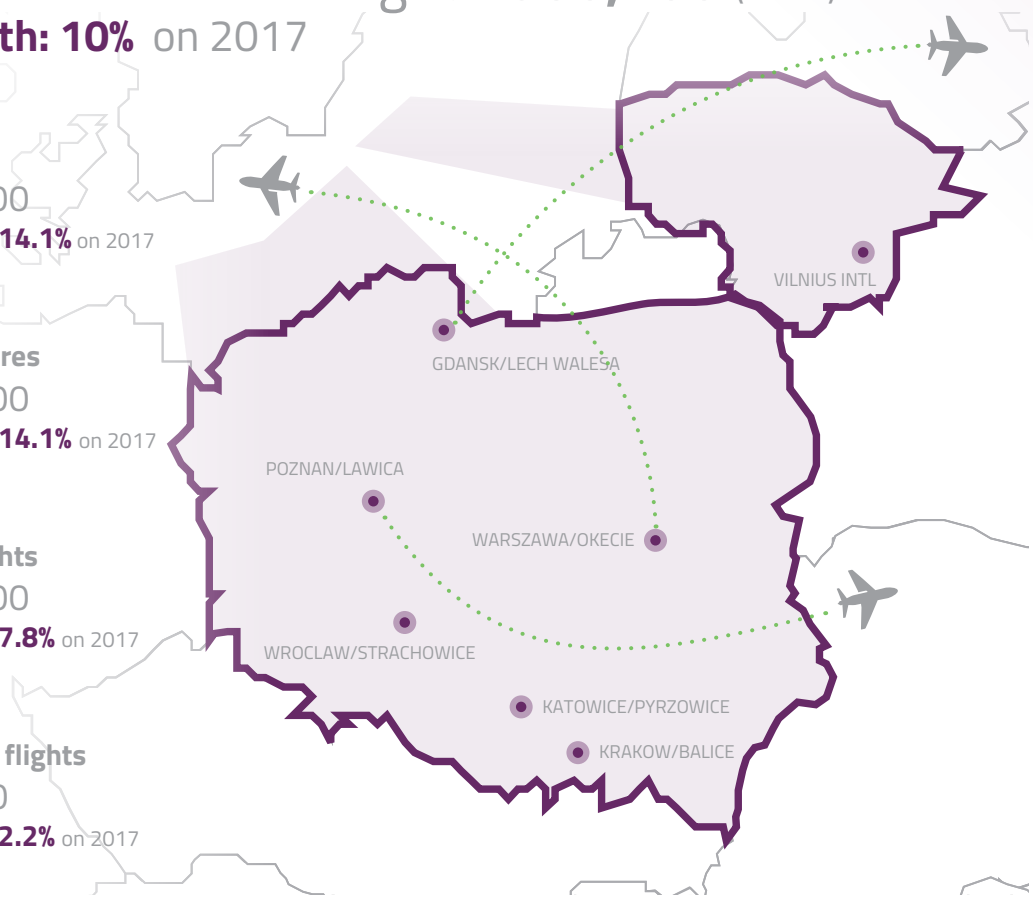 th: 10% on 2017
00
14.1% on 2017
VILNIUS INTL
res
GDANSK/LECH WALESA
00
14.1% on 2017
POZNAN/LAWICA
WARSZAWA/OKECIE
hts
00
7.8% on 2017
WROCLAW/STRACHOWICE
KATOWICE/PYRZOWICE
flights
KRAKOW/BALICE
0
2.2% on 2017